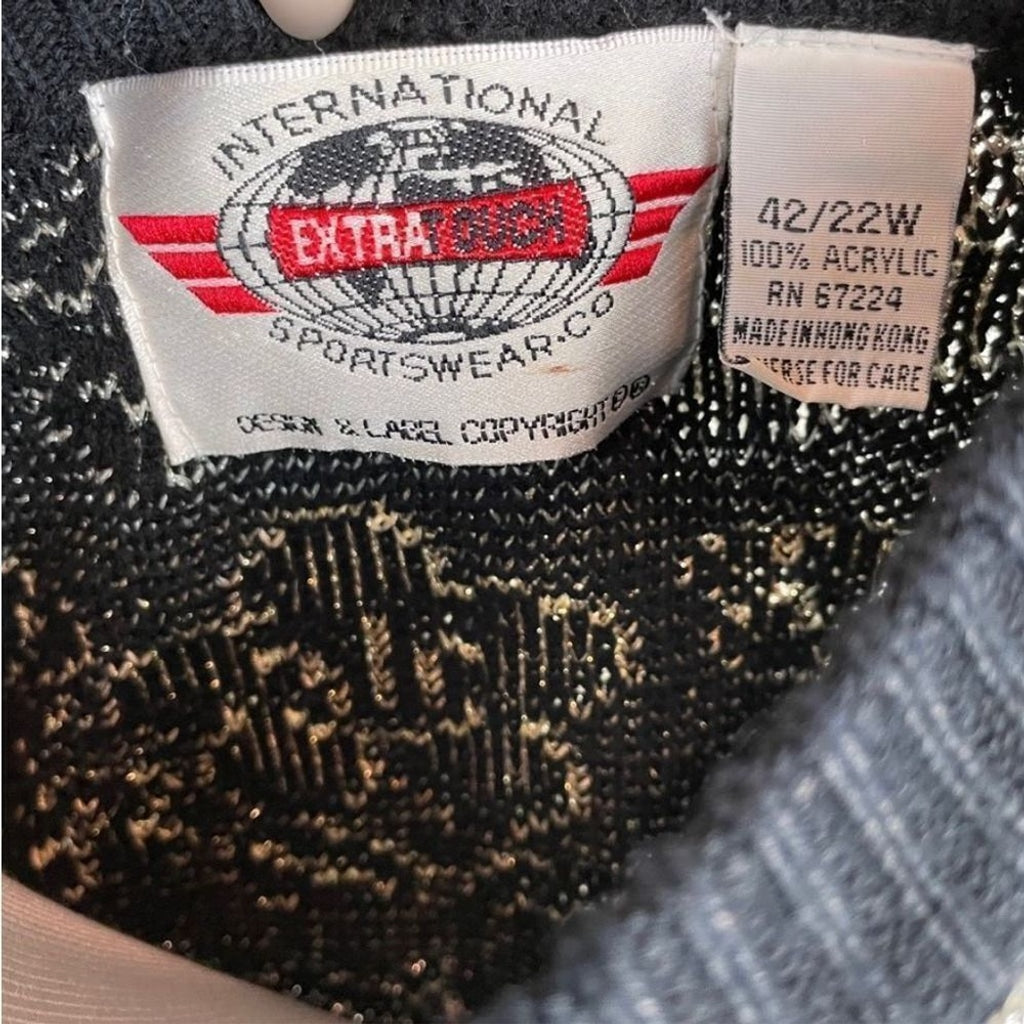 INTERNATIONAL
EXTRATOUCH
SPORTSWEAR.CO
DESIGN & LABEL COPYRIGHT
42/22W
100% ACRYLIC
RN 67224
MADE IN HONG KONG
FOR CARE